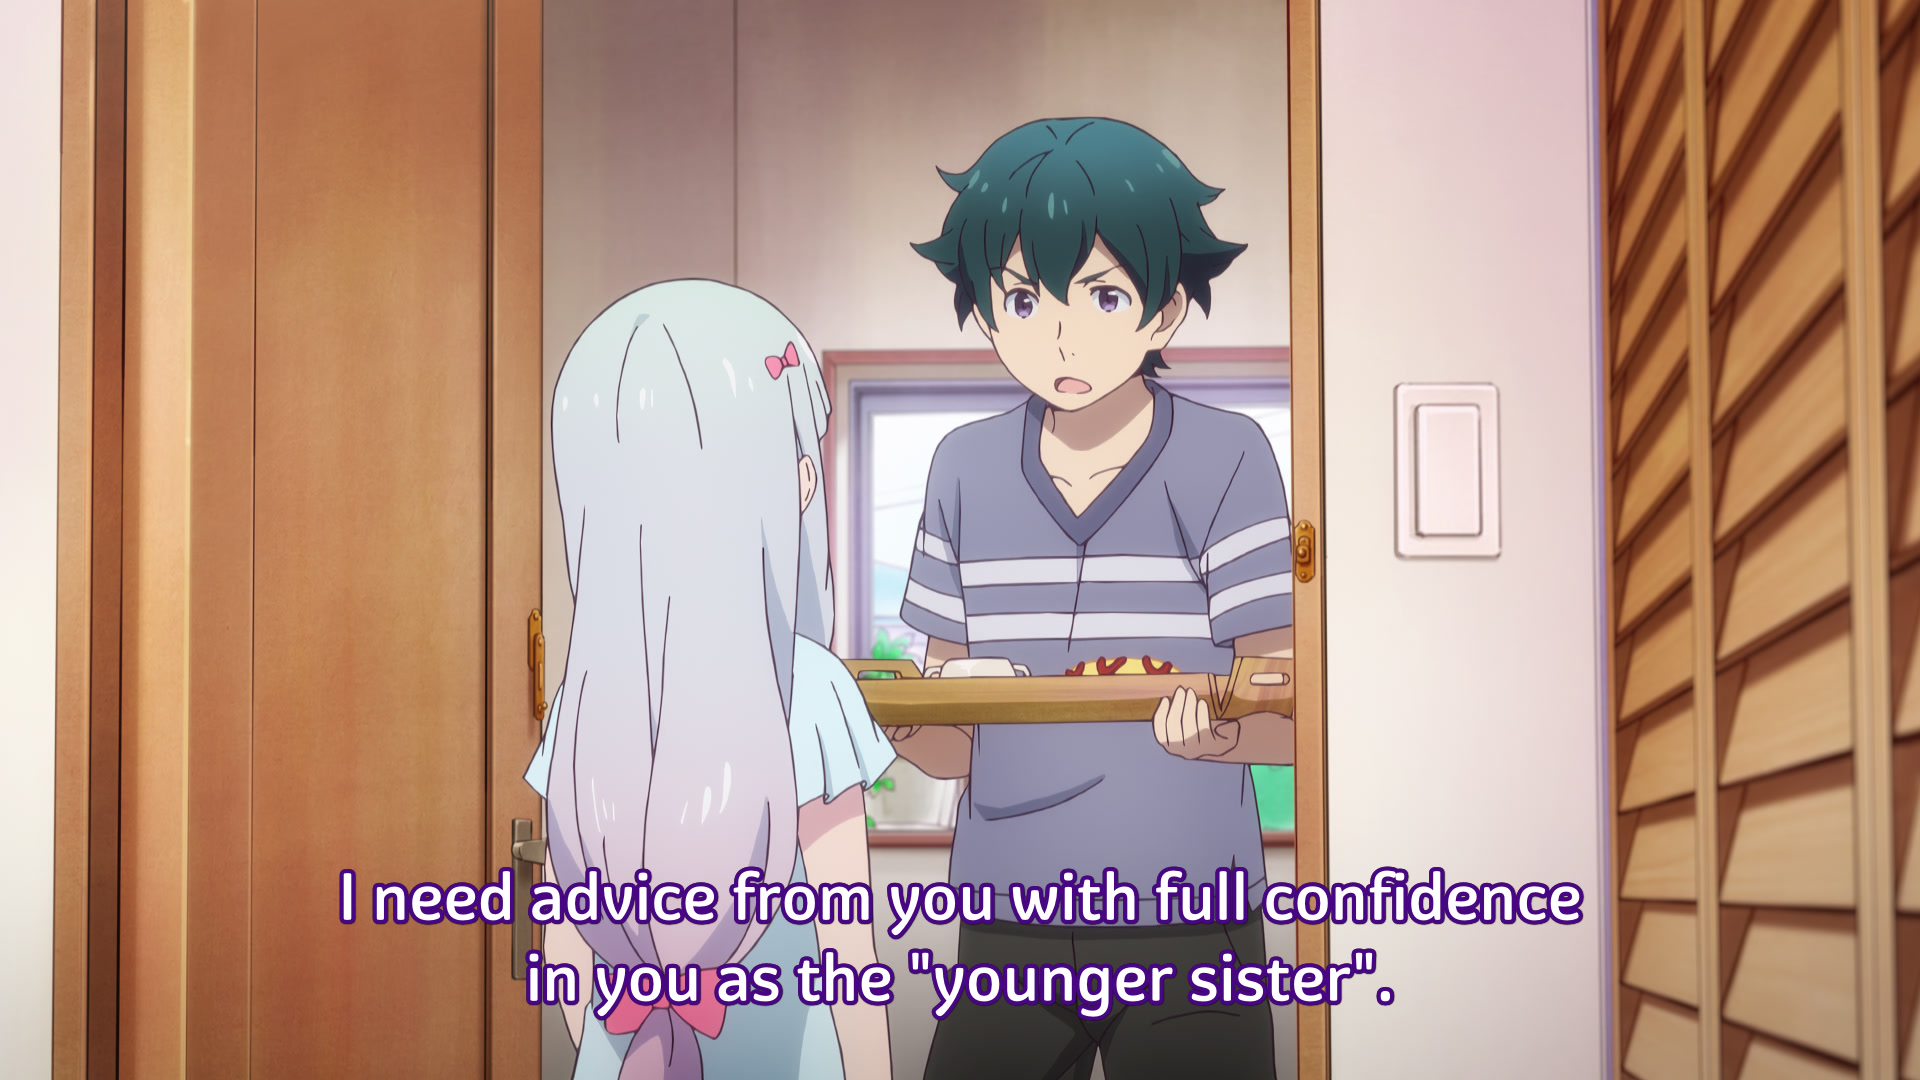 I need advice from you with full confidence
in you as the "younger sister".